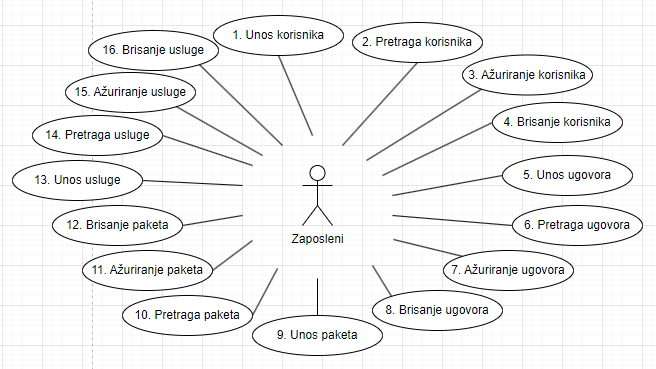 1. Unos korisnika
2. Pretraga korisnika
3. Ažuriranje korisnika
4. Brisanje korisnika
5. Unos ugovora
6. Pretraga ugovora
7. Ažuriranje ugovora
8. Brisanje ugovora
9. Unos paketa
10. Pretraga paketa
11. Ažuriranje paketa
12. Brisanje paketa
13. Unos usluge
14. Pretraga usluge
15. Ažuriranje usluge
16. Brisanje usluge
Zaposleni